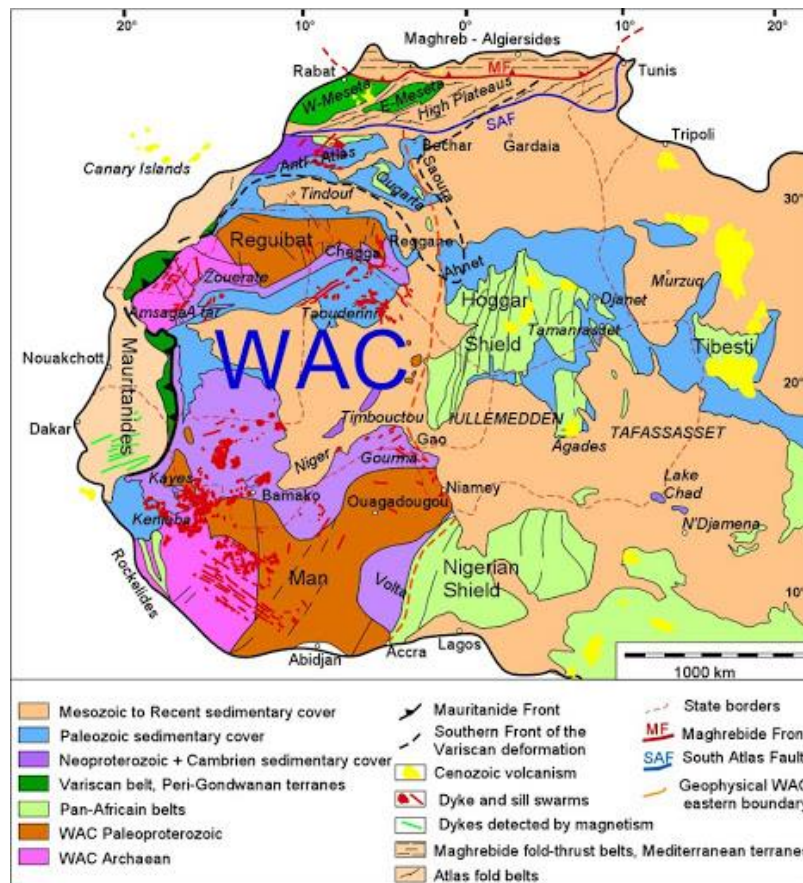 20° 10° 0° 10°
Maghreb - Algiersides
Rabat
MF
Tunis
W-Meseta
E-Meseta
High Plateaus
SAF
Tripoli
Bechar
Gardaia
Canary Islands
Anti-Atlas
Saoura
Ougarta
Tindouf
30°
Reguibat
Chegga
Reggane
Ahnet
Zouerate
Murzuq
Hoggar
Shield
Djanet
Amsaga
Atar
Tabuderint
Tamanrasset
Tibesti
Nouakchott
Mauritanides
WAC
20°
Timbouctou
IULLEMEDDEN
TAFASSASSET
Dakar
Gao
Agades
Niger
Gourma
Kayes
Bamako
Niamey
Lake
Chad
Ouagadougou
Kenieba
N'Djamena
Rockelides
Man
Volta
Nigerian
Shield
10°
Abidjan
Accra
Lagos
1000 km
Mesozoic to Recent sedimentary cover
Paleozoic sedimentary cover
Neoproterozoic + Cambrien sedimentary cover
Variscan belt, Peri-Gondwanan terranes
Pan-African belts
WAC Paleoproterozoic
WAC Archaean
Mauritanide Front
Southern Front of the
Variscan deformation
Cenozoic volcanism
Dyke and sill swarms
Dykes detected by magnetism
Maghrebide fold-thrust belts, Mediterranean terranes
Atlas fold belts
State borders
MF Maghrebide Front
SAF South Atlas Fault
Geophysical WAC
eastern boundary